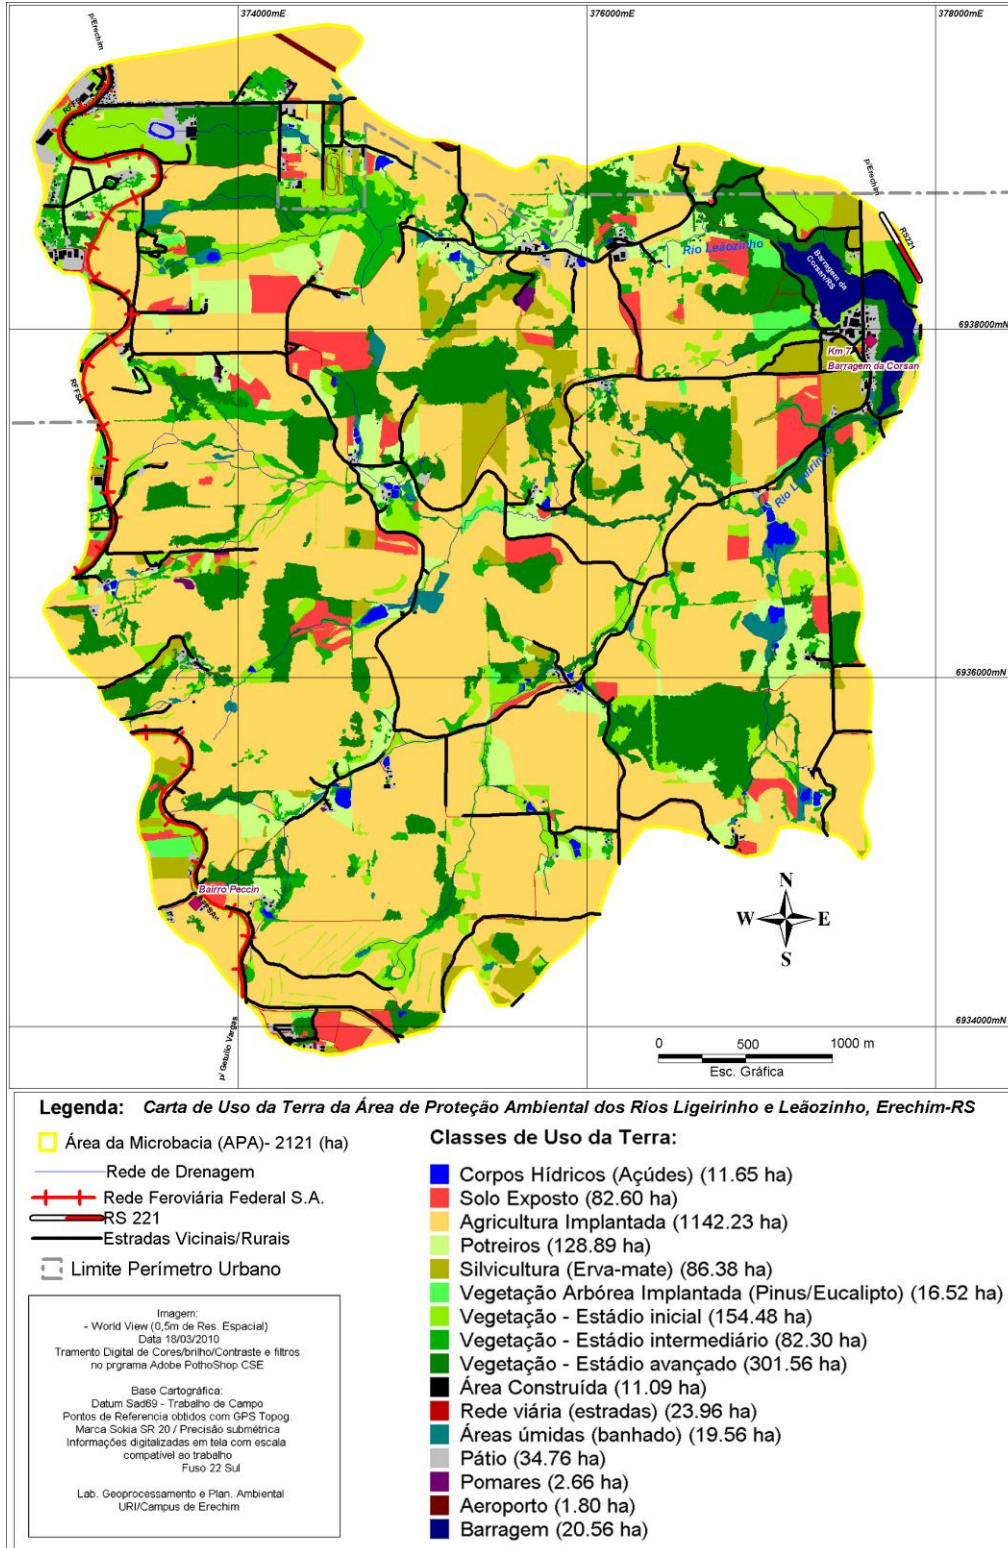 374000mE
376000mE
378000mE
p/Erechim
RFFSA
p/Erechim
RS221
Rio Leãozinho
Barragem da
Corsan/RS
6938000mN
Km 7
Barragem da Corsan
RFFSA
Rio Ligeirinho
6936000mN
Bairro Peccin
RFFSA
N
W E
S
6934000mN
p/ Getulio Vargas
0 500 1000 m
Esc. Gráfica
Legenda: Carta de Uso da Terra da Área de Proteção Ambiental dos Rios Ligeirinho e Leãozinho, Erechim-RS
Área da Microbacia (APA)- 2121 (ha)
Rede de Drenagem
Rede Feroviária Federal S.A.
RS 221
Estradas Vicinais/Rurais
Limite Perímetro Urbano
Imagem:
- World View (0,5m de Res. Espacial)
Data 18/03/2010
Tramento Digital de Cores/brilho/Contraste e filtros
no prgrama Adobe PothoShop CSE
Base Cartográfica:
Datum Sad69 - Trabalho de Campo
Pontos de Referencia obtidos com GPS Topog.
Marca Sokia SR 20 / Precisão submétrica
Informações digitalizadas em tela com escala
compatível ao trabalho
Fuso 22 Sul
Lab. Geoprocessamento e Plan. Ambiental
URI/Campus de Erechim
Classes de Uso da Terra:
Corpos Hídricos (Açúdes) (11.65 ha)
Solo Exposto (82.60 ha)
Agricultura Implantada (1142.23 ha)
Potreiros (128.89 ha)
Silvicultura (Erva-mate) (86.38 ha)
Vegetação Arbórea Implantada (Pinus/Eucalipto) (16.52 ha)
Vegetação - Estádio inicial (154.48 ha)
Vegetação - Estádio intermediário (82.30 ha)
Vegetação - Estádio avançado (301.56 ha)
Área Construída (11.09 ha)
Rede viária (estradas) (23.96 ha)
Áreas úmidas (banhado) (19.56 ha)
Pátio (34.76 ha)
Pomares (2.66 ha)
Aeroporto (1.80 ha)
Barragem (20.56 ha)